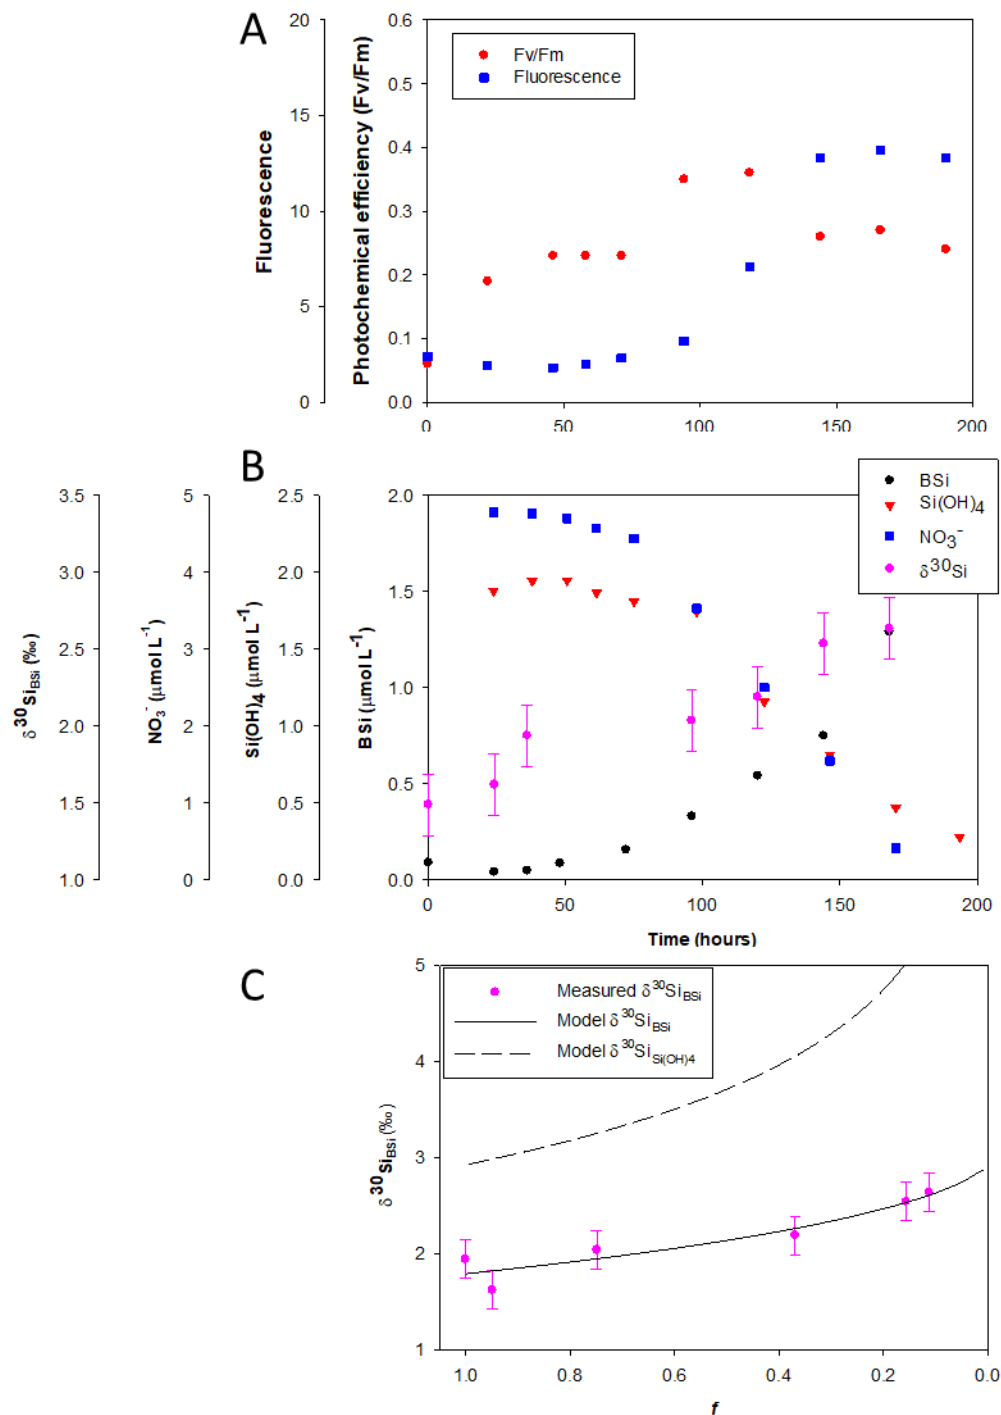 A
20
15
10
5
0
Fluorescence
0.6
0.5
0.4
0.3
0.2
0.1
0.0
Photochemical efficiency (Fv/Fm)
Fv/Fm
Fluorescence
0
50
100
150
200
B
3.5
3.0
2.5
2.0
1.5
1.0
δ ³⁰Si_BSi (‰)
5
4
3
2
1
0
NO₃⁻ (μmol L⁻¹)
2.5
2.0
1.5
1.0
0.5
0.0
Si(OH)₄ (μmol L⁻¹)
2.0
1.5
1.0
0.5
0.0
BSi (μmol L⁻¹)
BSi
Si(OH)₄
NO₃⁻
δ³⁰Si
0
50
100
150
200
Time (hours)
C
5
4
3
2
1
δ ³⁰Si_BSi (‰)
Measured δ³⁰Si_BSi
Model δ³⁰Si_BSi
Model δ³⁰Si_Si(OH)4
1.0
0.8
0.6
0.4
0.2
0.0
f